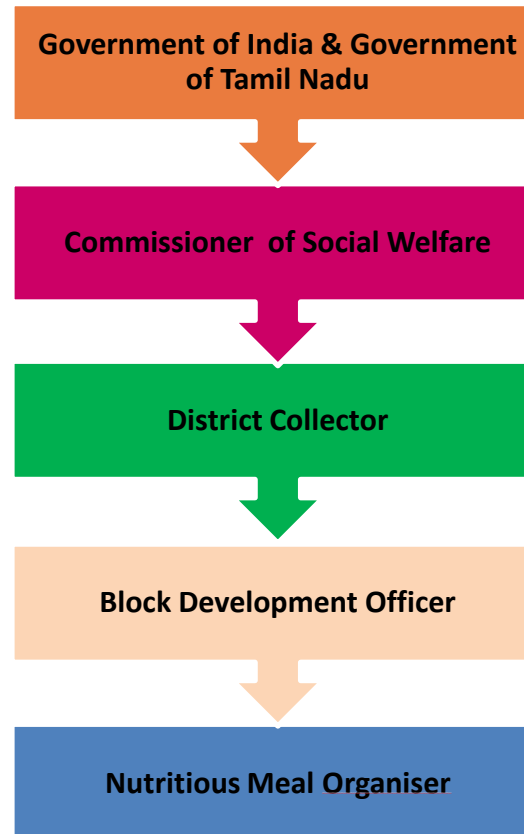 Government of India & Government
of Tamil Nadu
Commissioner of Social Welfare
District Collector
Block Development Officer
Nutritious Meal Organiser